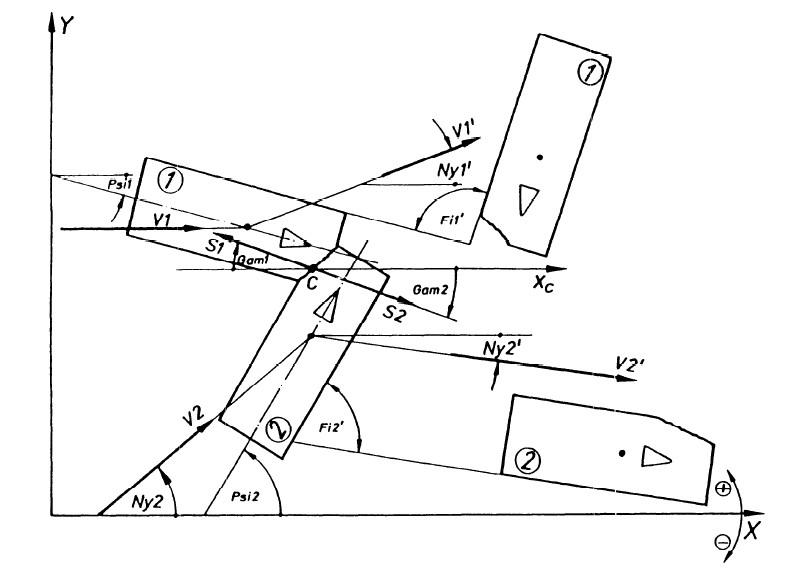 Y
1
V1'
Ny1'
Psi1
1
Fi1'
V1
S1
Gam1
C
Xc
Gam2
S2
Ny2'
V2'
V2
2
Fi2'
2
Ny2
Psi2
+
X
−